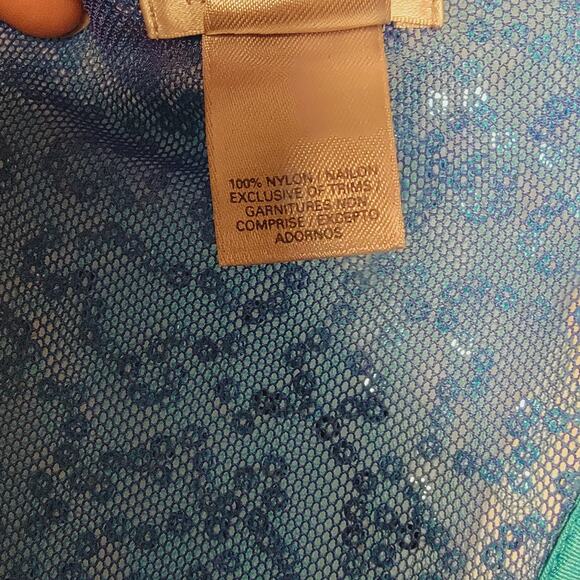 100% NYLON / NAILON
EXCLUSIVE OF TRIMS /
GARNITURES NON
COMPRISE / EXCEPTO
ADORNOS